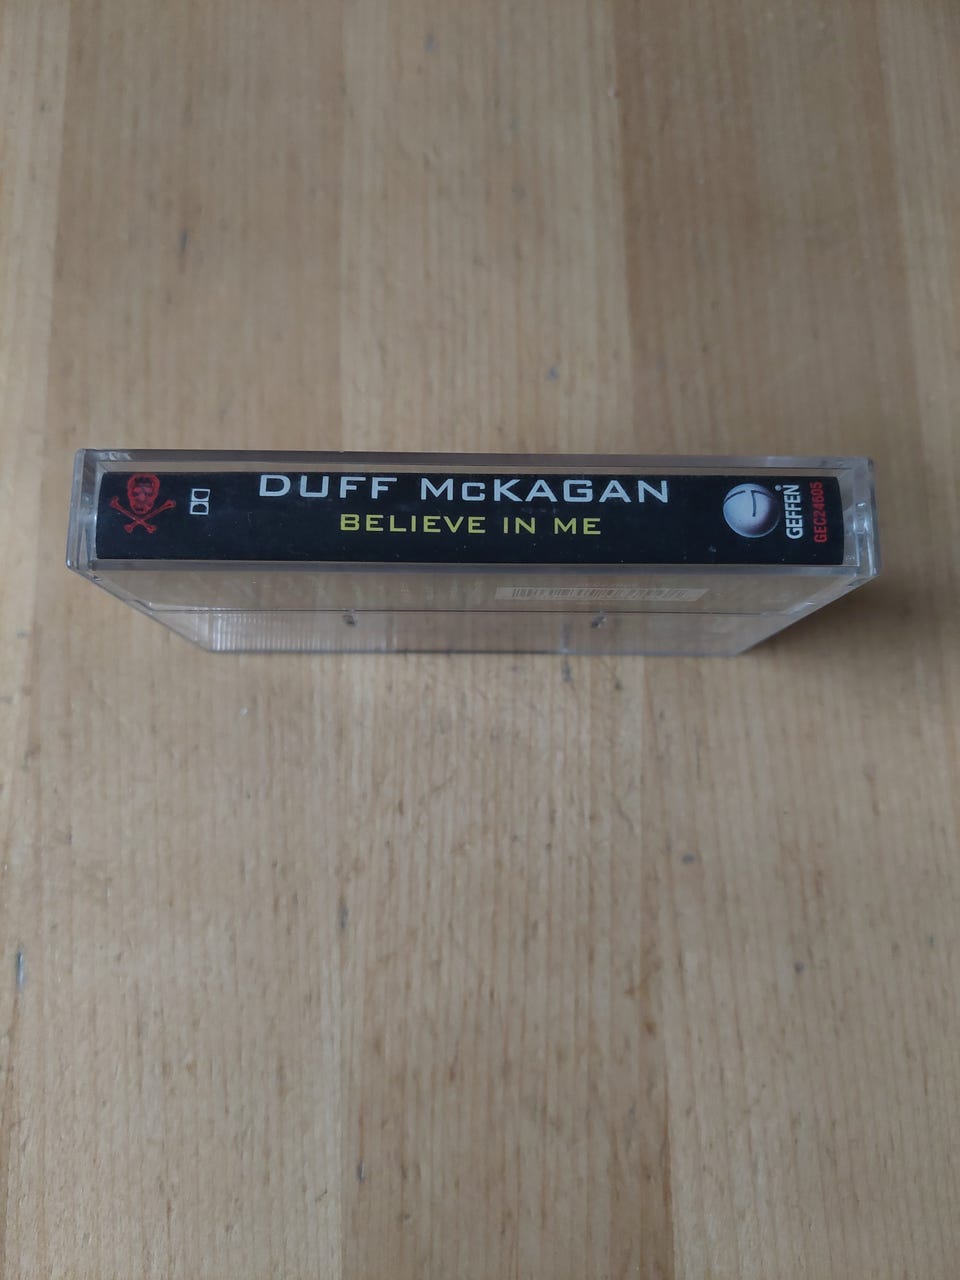 DUFF McKAGAN
BELIEVE IN ME
GEFFEN®
GEC24605